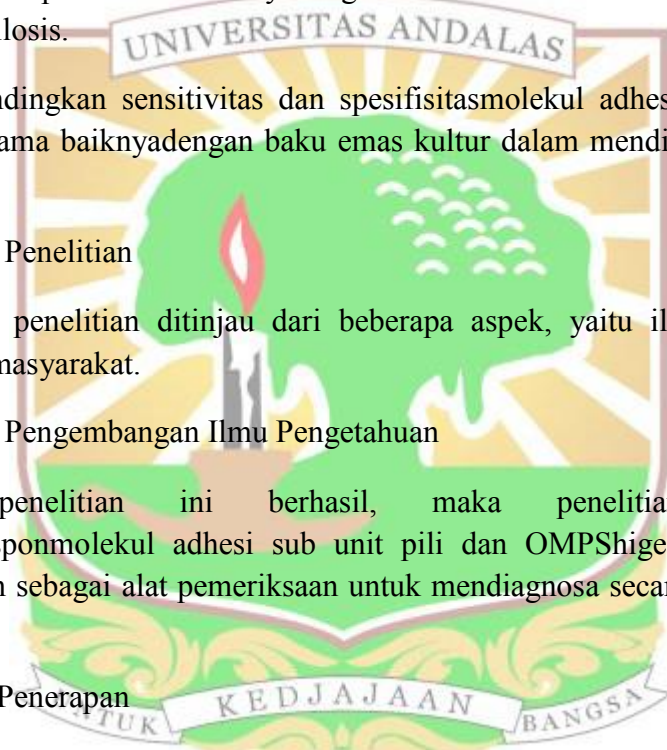 losis.
UNIVERSITAS ANDALAS
ndingkan sensitivitas dan spesifisitasmolekul adhes
ama baiknyadengan baku emas kultur dalam mendi
Penelitian
penelitian ditinjau dari beberapa aspek, yaitu il
masyarakat.
Pengembangan Ilmu Pengetahuan
penelitian ini berhasil, maka penelitia
sponmolekul adhesi sub unit pili dan OMPShige
n sebagai alat pemeriksaan untuk mendiagnosa secar
Penerapan
TUK KEDJAJAAN BANGSA